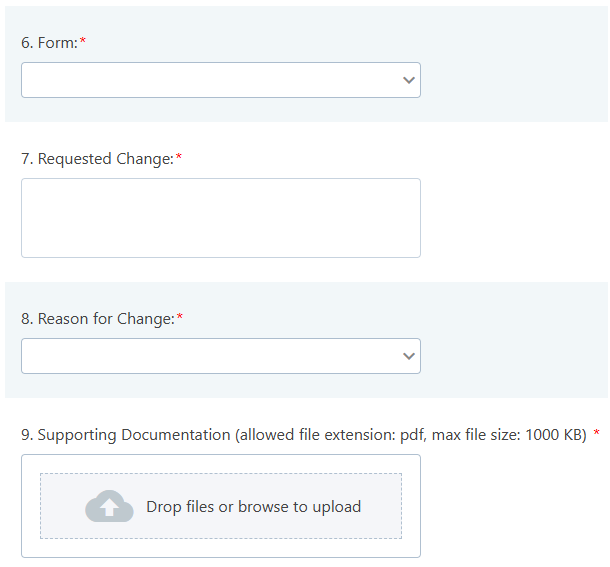 6. Form:*
7. Requested Change:*
8. Reason for Change:*
9. Supporting Documentation (allowed file extension: pdf, max file size: 1000 KB) *
Drop files or browse to upload